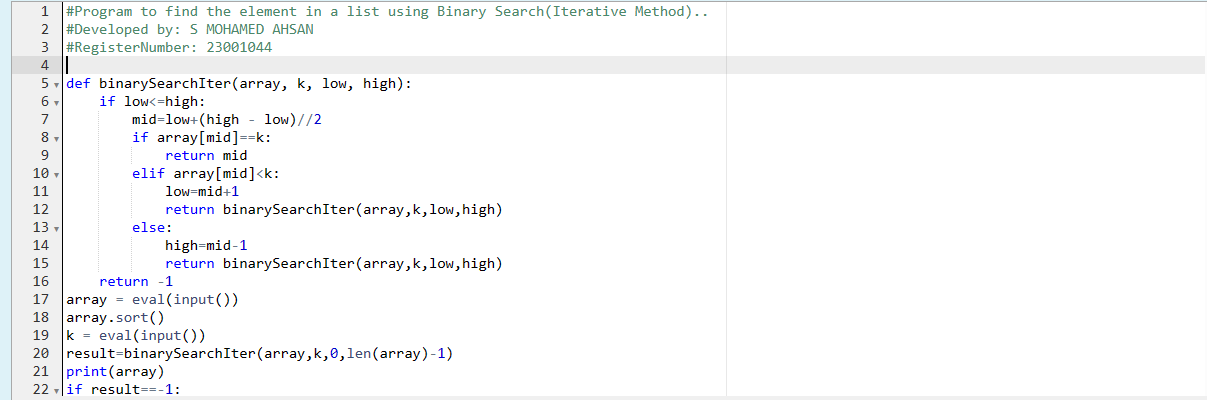 1 #Program to find the element in a list using Binary Search(Iterative Method)..
2 #Developed by: S MOHAMED AHSAN
3 #RegisterNumber: 23001044
4
5 def binarySearchIter(array, k, low, high):
6     if low<=high:
7         mid=low+(high - low)//2
8         if array[mid]==k:
9             return mid
10         elif array[mid]<k:
11             low=mid+1
12             return binarySearchIter(array,k,low,high)
13         else:
14             high=mid-1
15             return binarySearchIter(array,k,low,high)
16     return -1
17 array = eval(input())
18 array.sort()
19 k = eval(input())
20 result=binarySearchIter(array,k,0,len(array)-1)
21 print(array)
22 if result==-1: